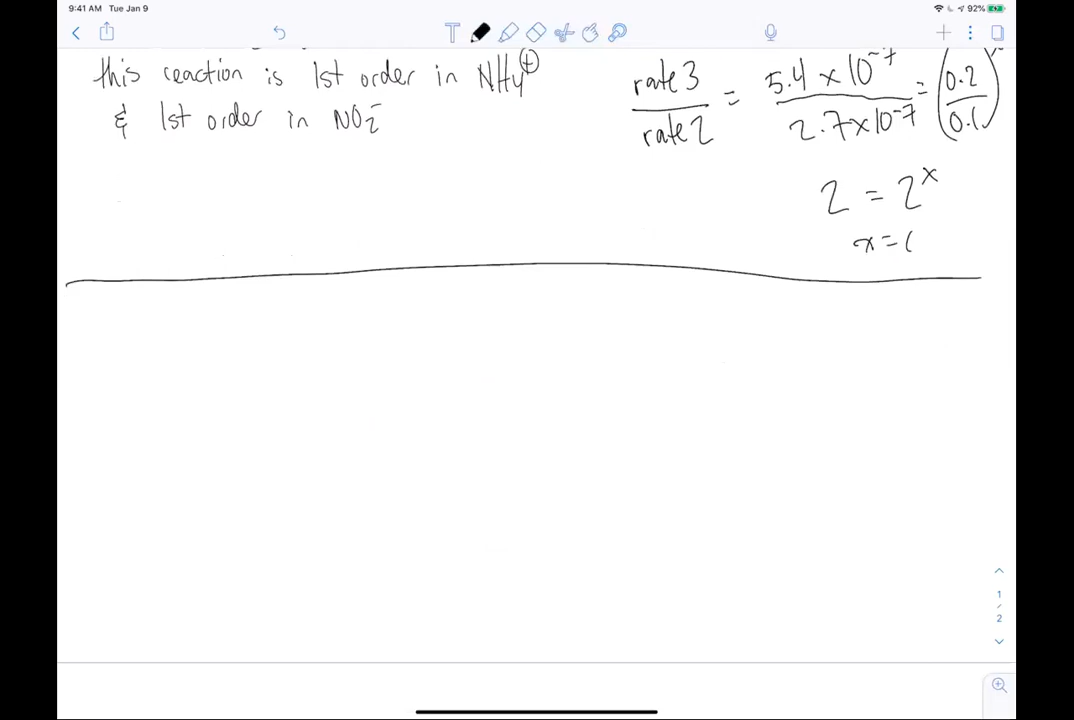 9:41 AM Tue Jan 9
92%
T
this reaction is 1st order in NH4+
& 1st order in NO2-
rate 3 / rate 2 = 5.4 x 10^-7 / 2.7 x 10^-7 = (0.2 / 0.1)^x
2 = 2^x
x = 1
1
/
2